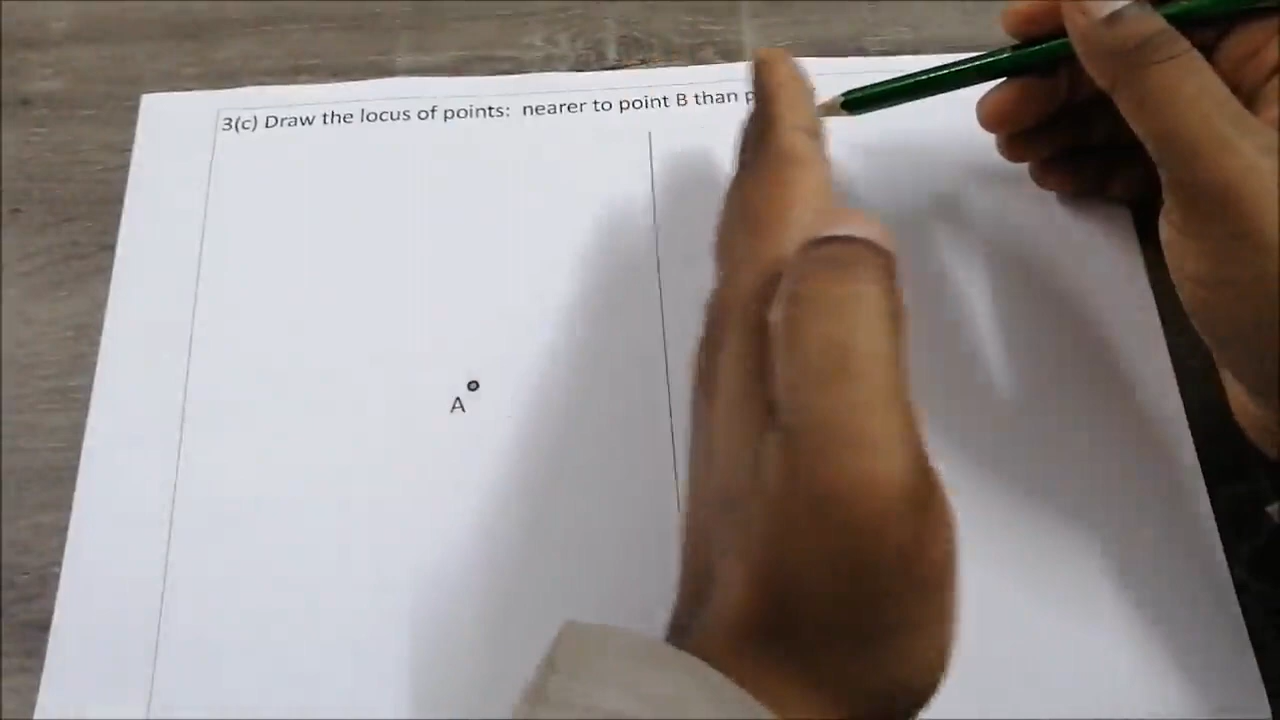 3(c) Draw the locus of points: nearer to point B than
A